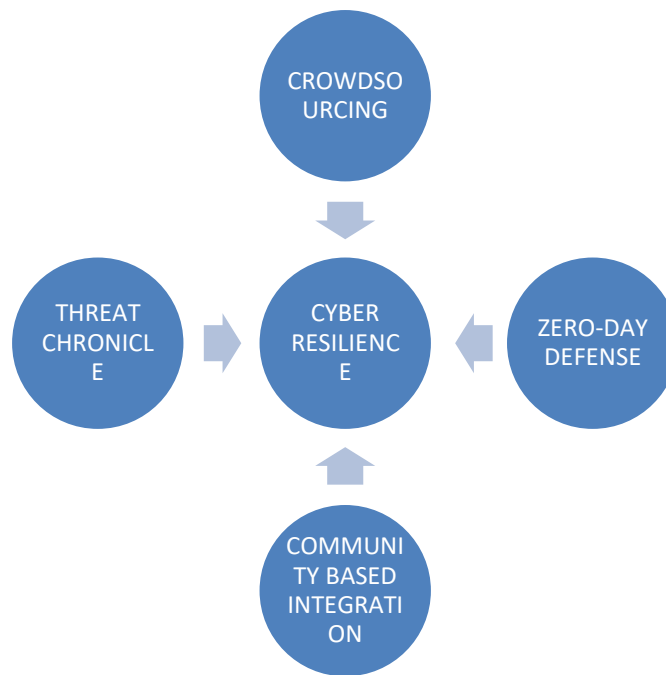 CROWDSO
URCING
THREAT
CHRONICL
E
CYBER
RESILIENC
E
ZERO-DAY
DEFENSE
COMMUNI
TY BASED
INTEGRATI
ON